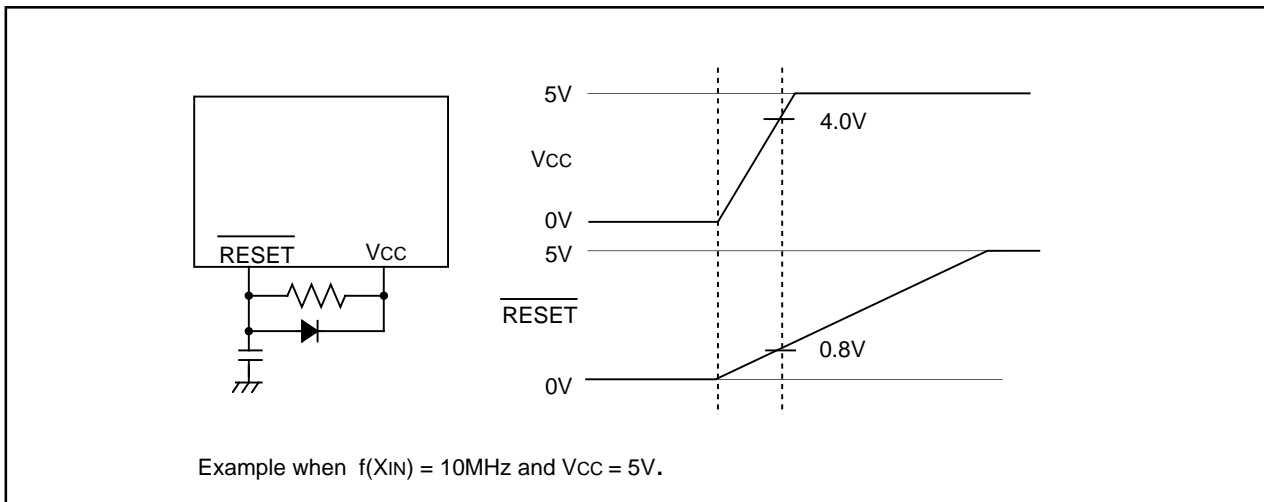 5V
4.0V
VCC
0V
RESET VCC
5V
RESET
0.8V
0V
Example when f(XIN) = 10MHz and VCC = 5V.